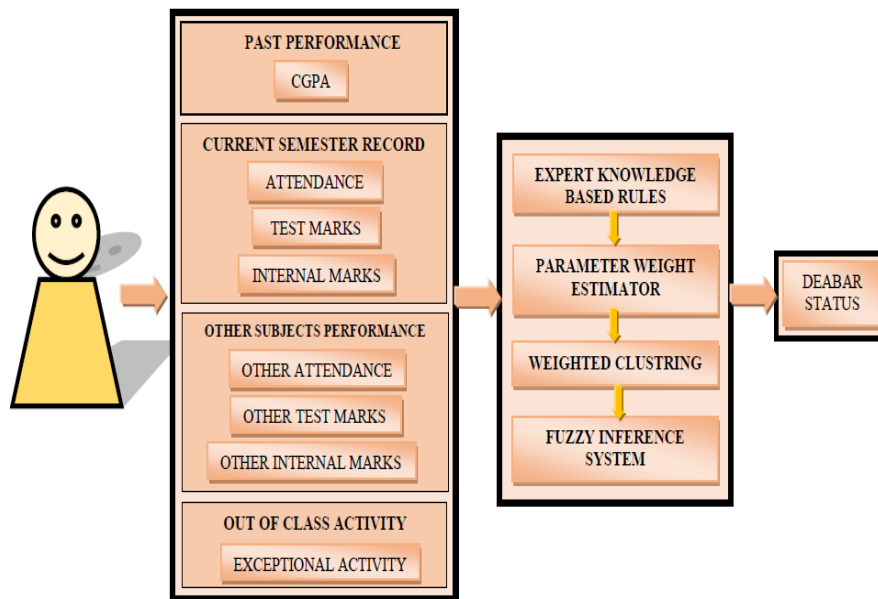 PAST PERFORMANCE
CGPA
CURRENT SEMESTER RECORD
ATTENDANCE
TEST MARKS
INTERNAL MARKS
OTHER SUBJECTS PERFORMANCE
OTHER ATTENDANCE
OTHER TEST MARKS
OTHER INTERNAL MARKS
OUT OF CLASS ACTIVITY
EXCEPTIONAL ACTIVITY
EXPERT KNOWLEDGE
BASED RULES
PARAMETER WEIGHT
ESTIMATOR
WEIGHTED CLUSTRING
FUZZY INFERENCE
SYSTEM
DEABAR
STATUS